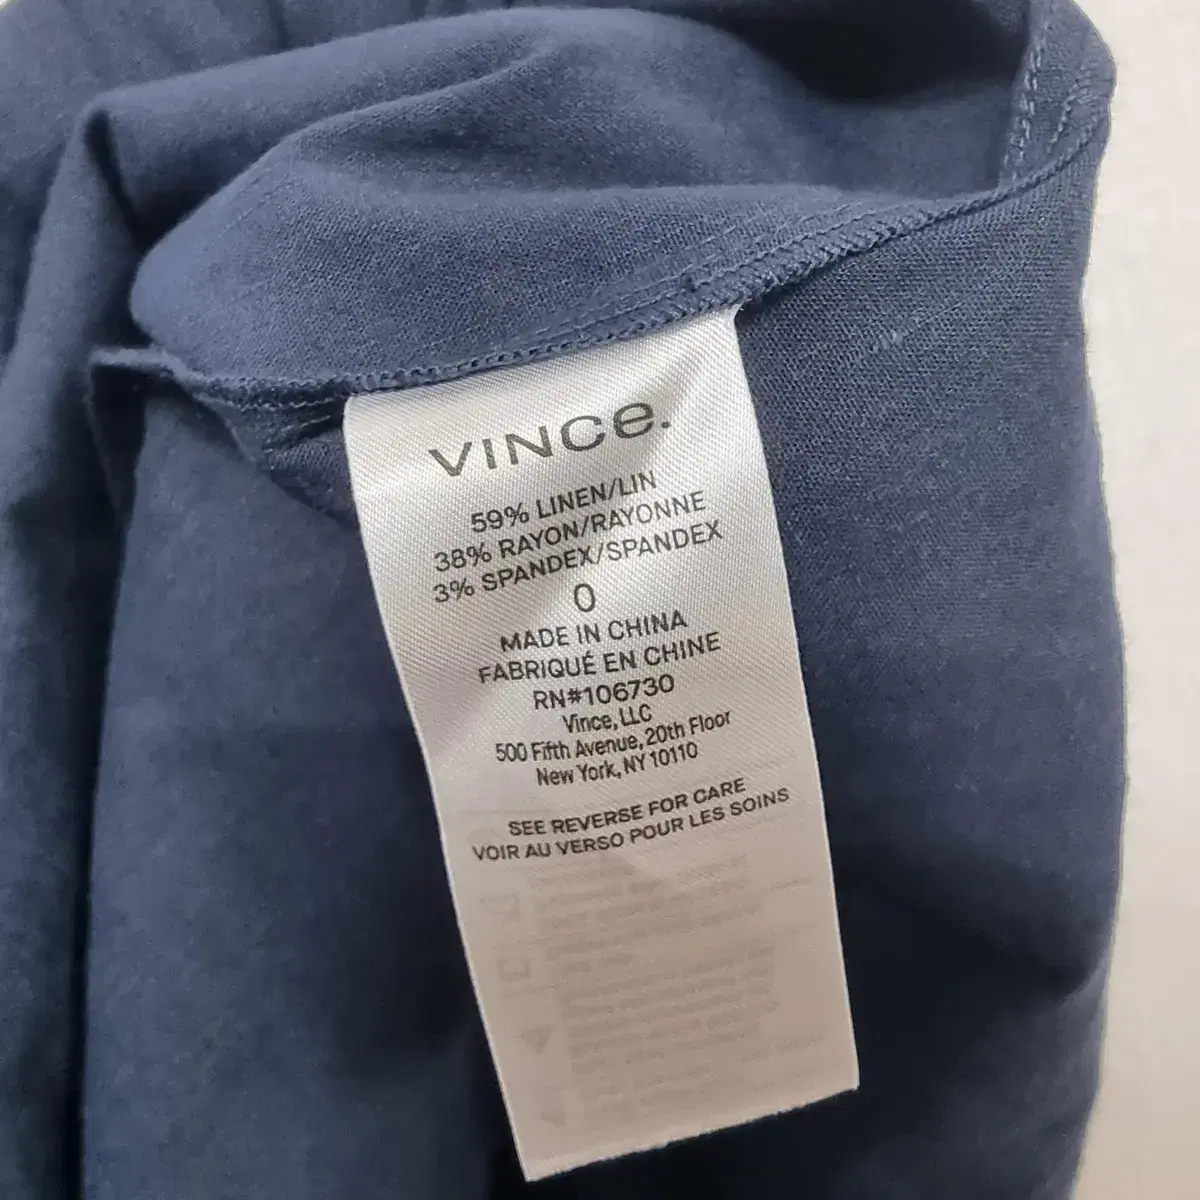 VINCe.
59% LINEN/LIN
38% RAYON/RAYONNE
3% SPANDEX/SPANDEX
0
MADE IN CHINA
FABRIQUÉ EN CHINE
RN#106730
Vince, LLC
500 Fifth Avenue, 20th Floor
New York, NY 10110
SEE REVERSE FOR CARE
VOIR AU VERSO POUR LES SOINS